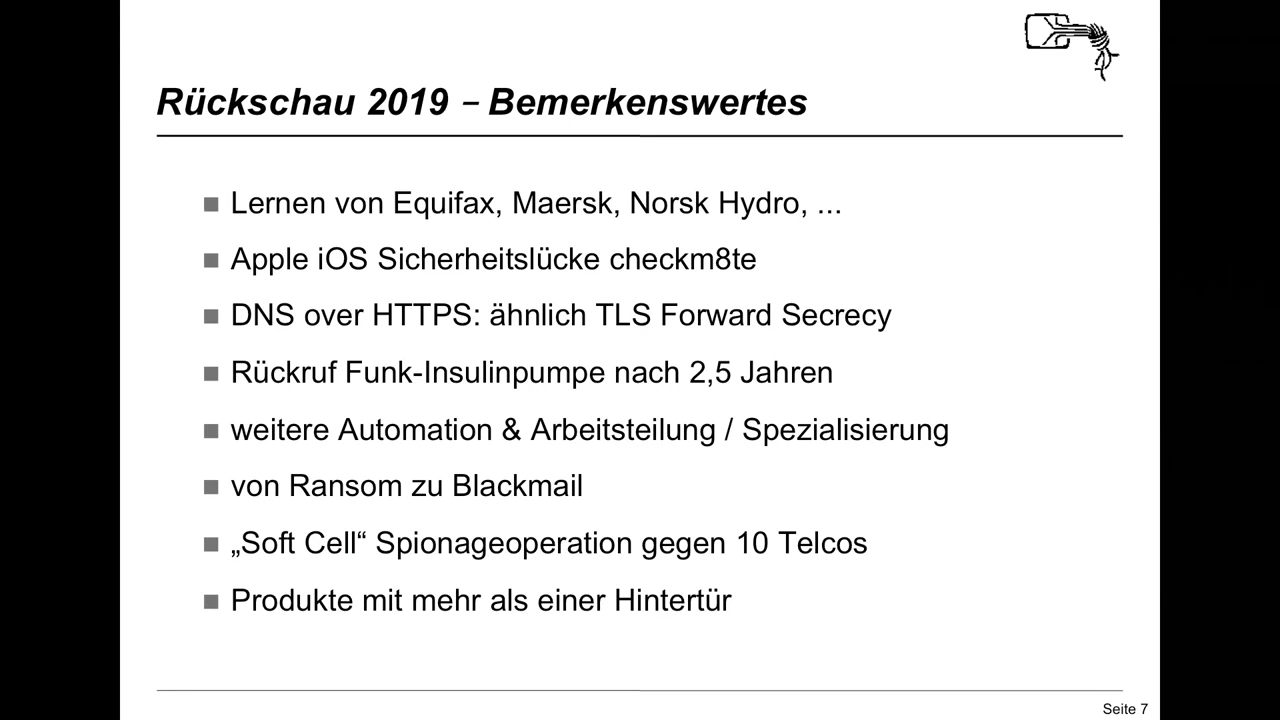 Rückschau 2019 – Bemerkenswertes
Lernen von Equifax, Maersk, Norsk Hydro, ...
Apple iOS Sicherheitslücke checkm8te
DNS over HTTPS: ähnlich TLS Forward Secrecy
Rückruf Funk-Insulinpumpe nach 2,5 Jahren
weitere Automation & Arbeitsteilung / Spezialisierung
von Ransom zu Blackmail
„Soft Cell“ Spionageoperation gegen 10 Telcos
Produkte mit mehr als einer Hintertür
Seite 7